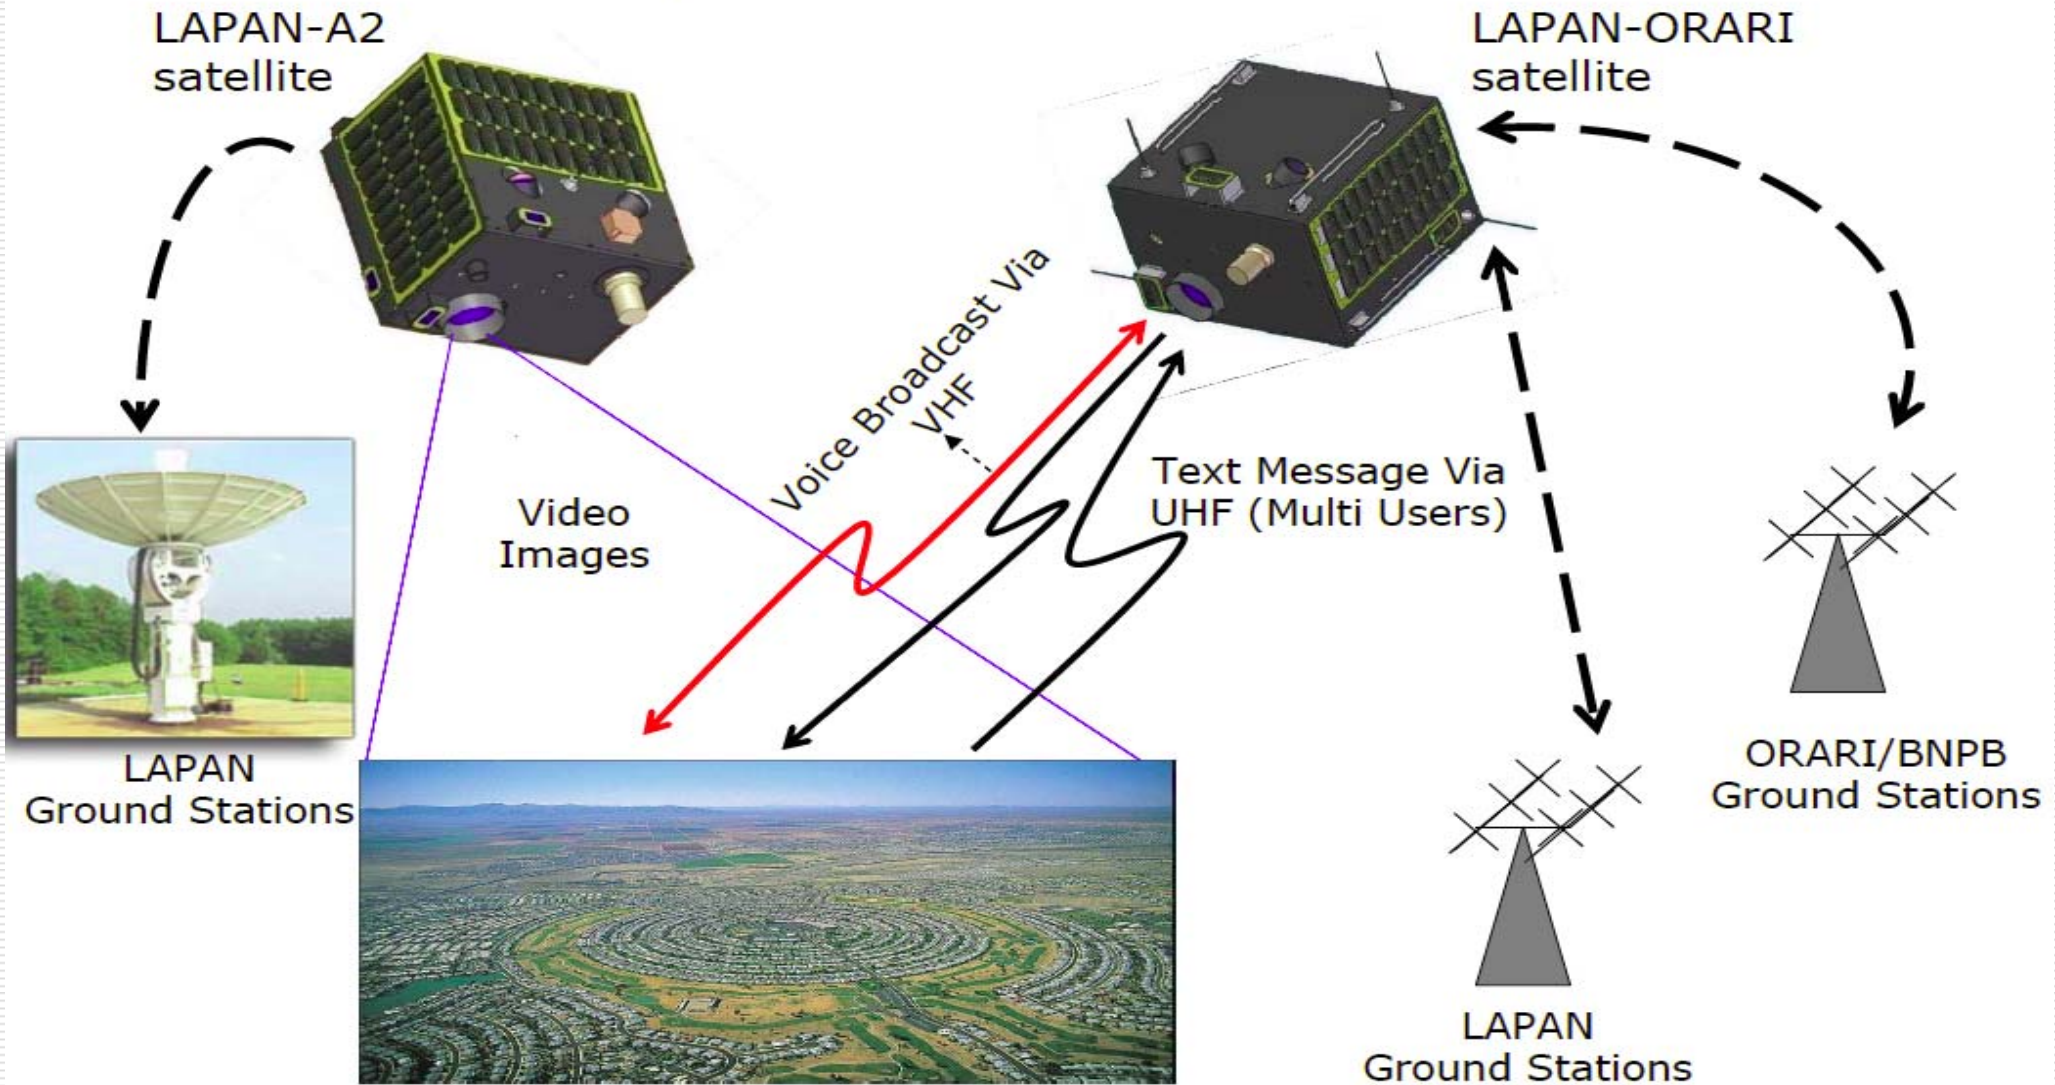 LAPAN-A2
satellite
LAPAN-ORARI
satellite
Voice Broadcast Via
VHF
Video
Images
Text Message Via
UHF (Multi Users)
LAPAN
Ground Stations
ORARI/BNPB
Ground Stations
LAPAN
Ground Stations